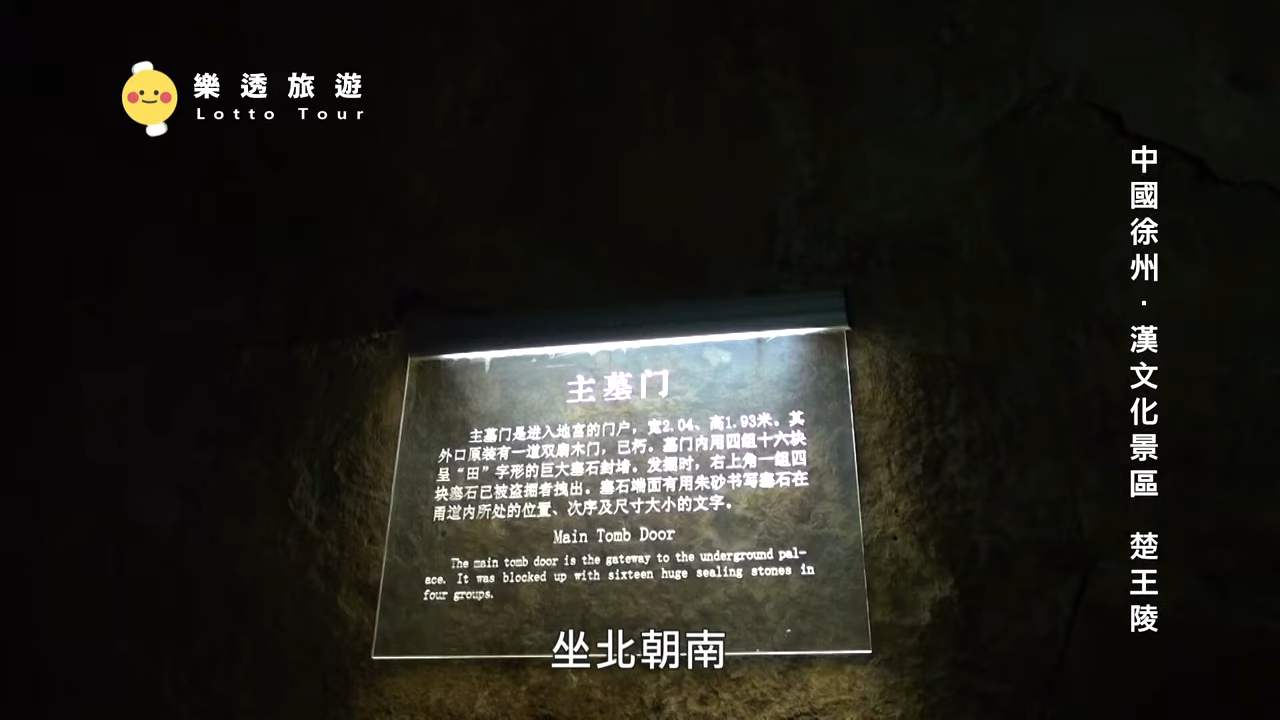 樂透旅遊
Lotto Tour
中國徐州·漢文化景區 楚王陵
主墓门
主墓门是进入地宫的门户，宽2.04、高1.93米。其
外口原装有一道双扇木门，已朽。墓门内用四组十六块
呈“田”字形的巨大塞石封堵。发掘时，右上角一组四
块塞石已被盗掘者拽出。塞石端面有用朱砂书写塞石在
甬道内所处的位置、次序及尺寸大小的文字。
Main Tomb Door
The main tomb door is the gateway to the underground pal-
ace. It was blocked up with sixteen huge sealing stones in
four groups.
坐北朝南